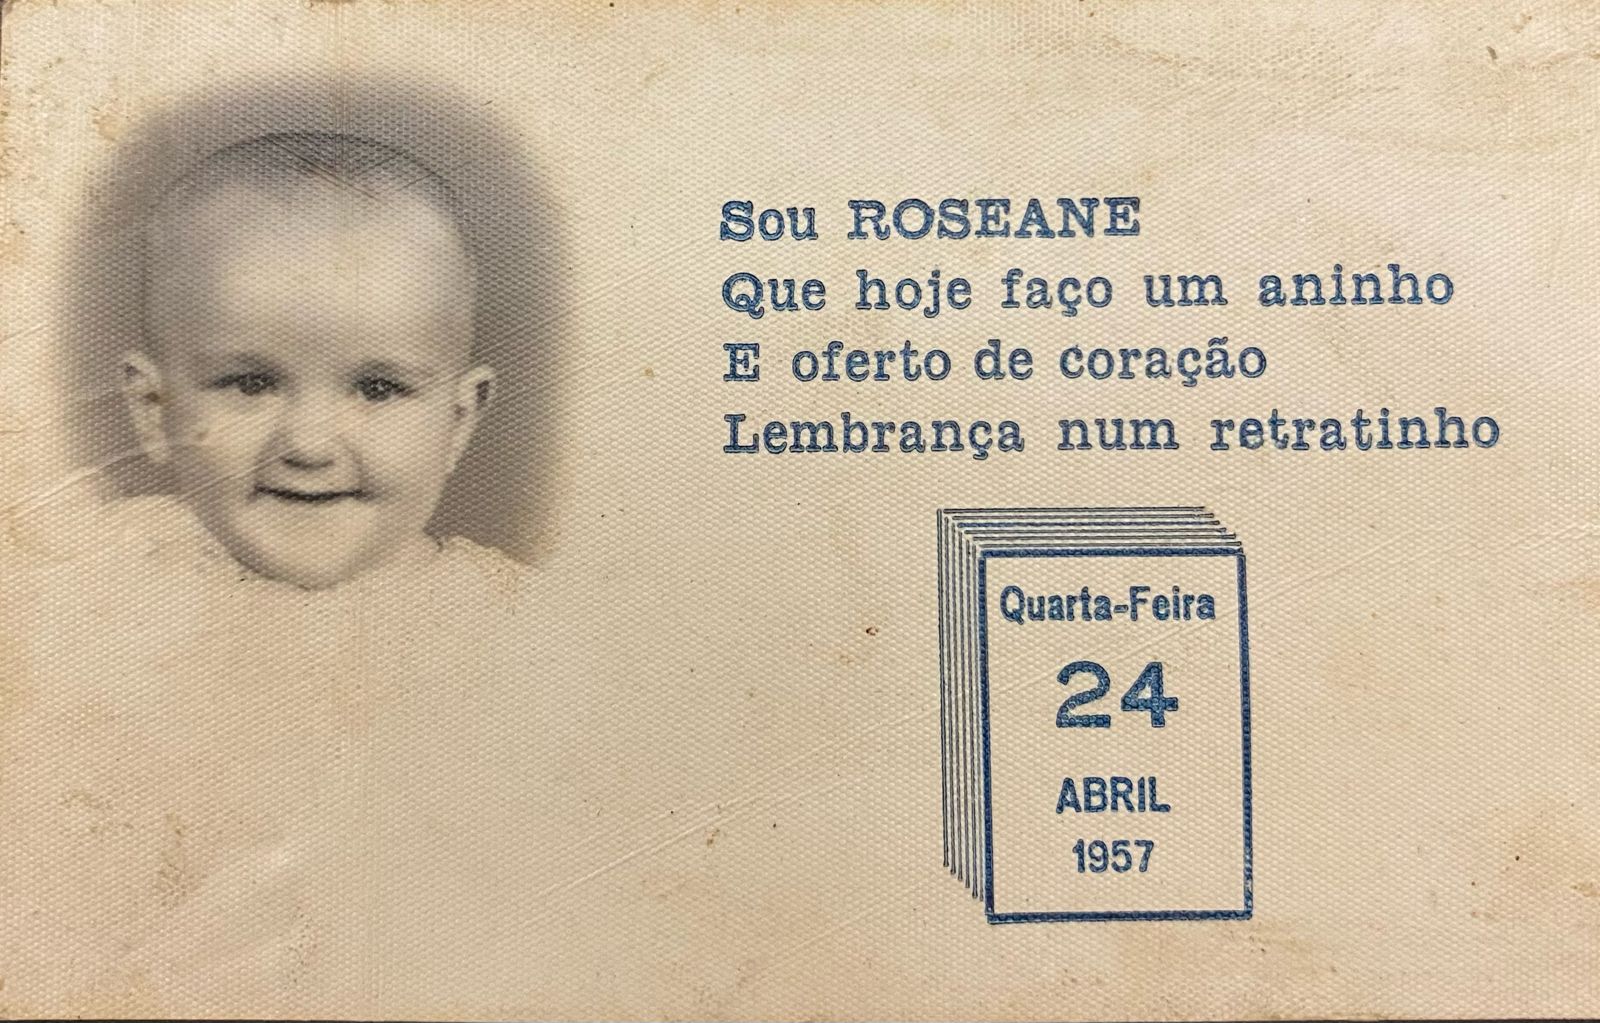 Sou ROSEANE
Que hoje faço um aninho
E oferto de coração
Lembrança num retratinho
Quarta-Feira
24
ABRIL
1957